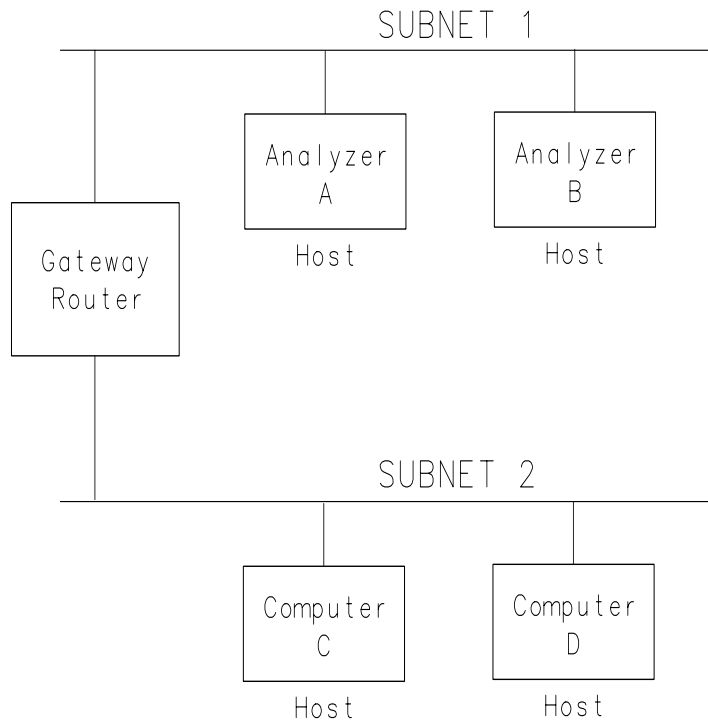 SUBNET 1
Analyzer
A
Host
Analyzer
B
Host
Gateway
Router
SUBNET 2
Computer
C
Host
Computer
D
Host